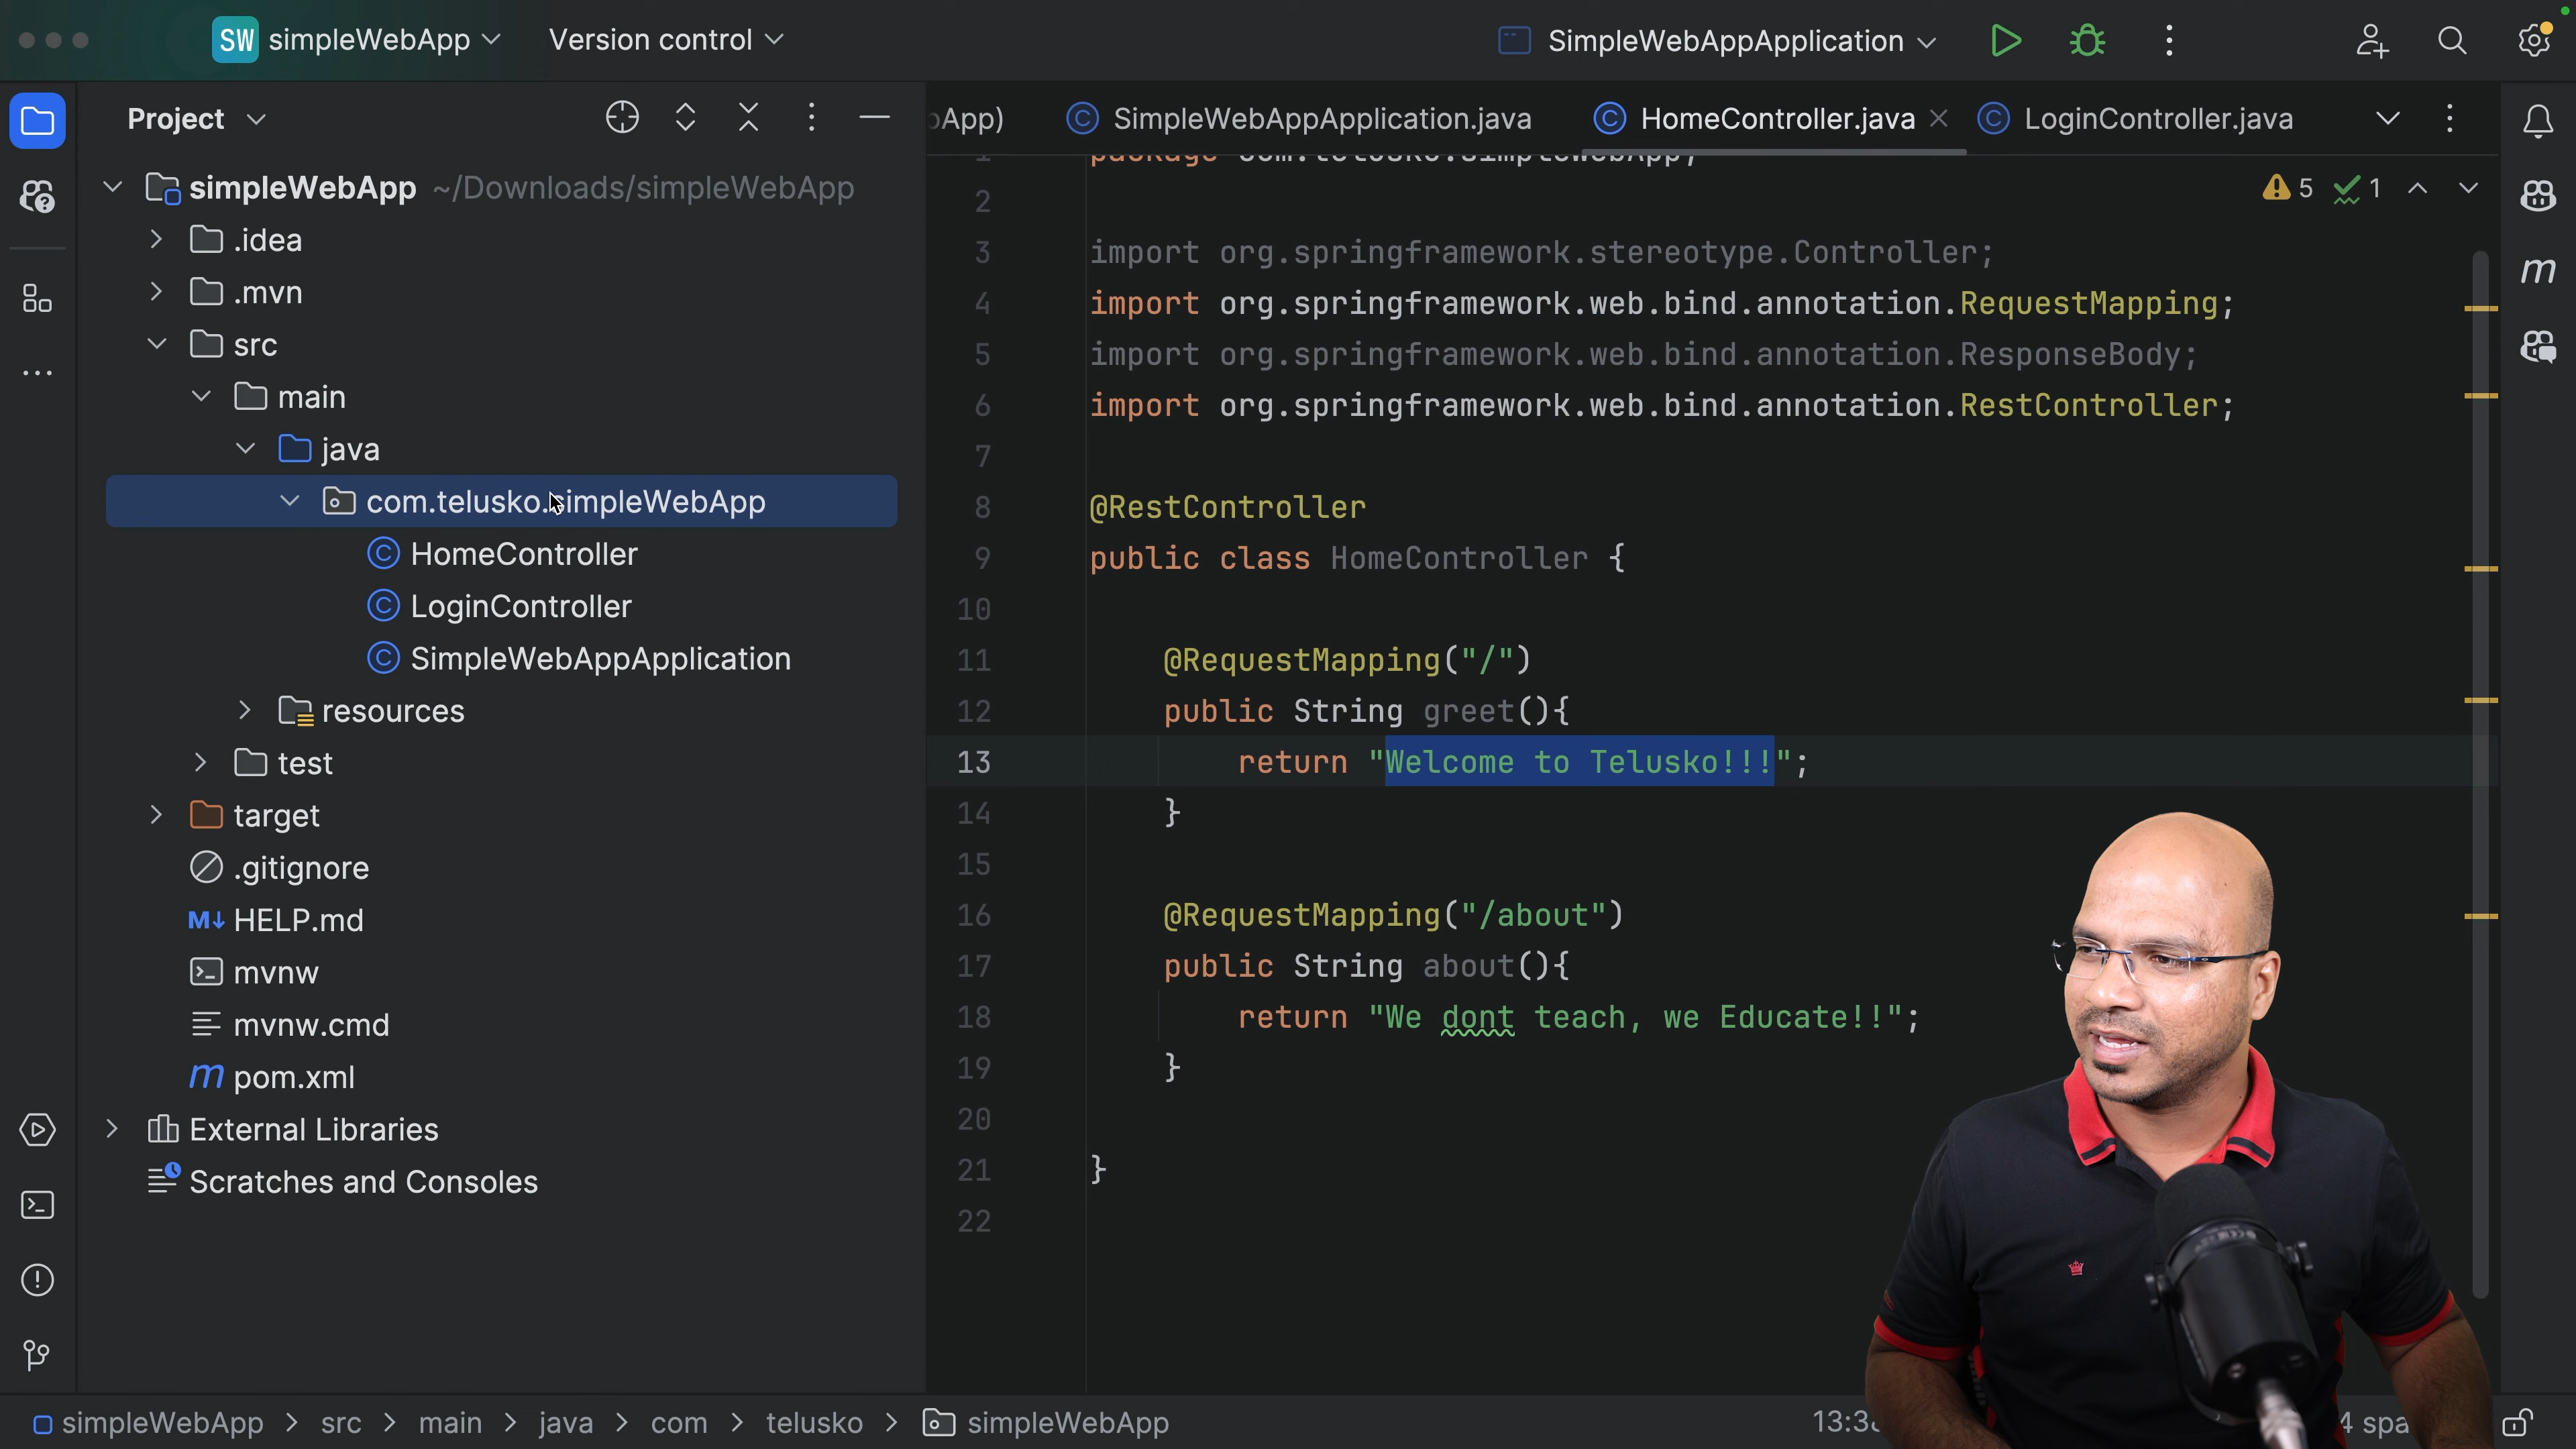 SW simpleWebApp Version control SimpleWebAppApplication
Project
simpleWebApp ~/Downloads/simpleWebApp
.idea
.mvn
src
main
java
com.telusko.simpleWebApp
HomeController
LoginController
SimpleWebAppApplication
resources
test
target
.gitignore
M↓ HELP.md
mvnw
mvnw.cmd
m pom.xml
External Libraries
Scratches and Consoles
App) SimpleWebAppApplication.java HomeController.java LoginController.java
5 1
1 package com.telusko.simpleWebApp;
2
3 import org.springframework.stereotype.Controller;
4 import org.springframework.web.bind.annotation.RequestMapping;
5 import org.springframework.web.bind.annotation.ResponseBody;
6 import org.springframework.web.bind.annotation.RestController;
7
8 @RestController
9 public class HomeController {
10
11 @RequestMapping("/")
12 public String greet(){
13 return "Welcome to Telusko!!!";
14 }
15
16 @RequestMapping("/about")
17 public String about(){
18 return "We dont teach, we Educate!!";
19 }
20
21 }
22
m
simpleWebApp > src > main > java > com > telusko > simpleWebApp